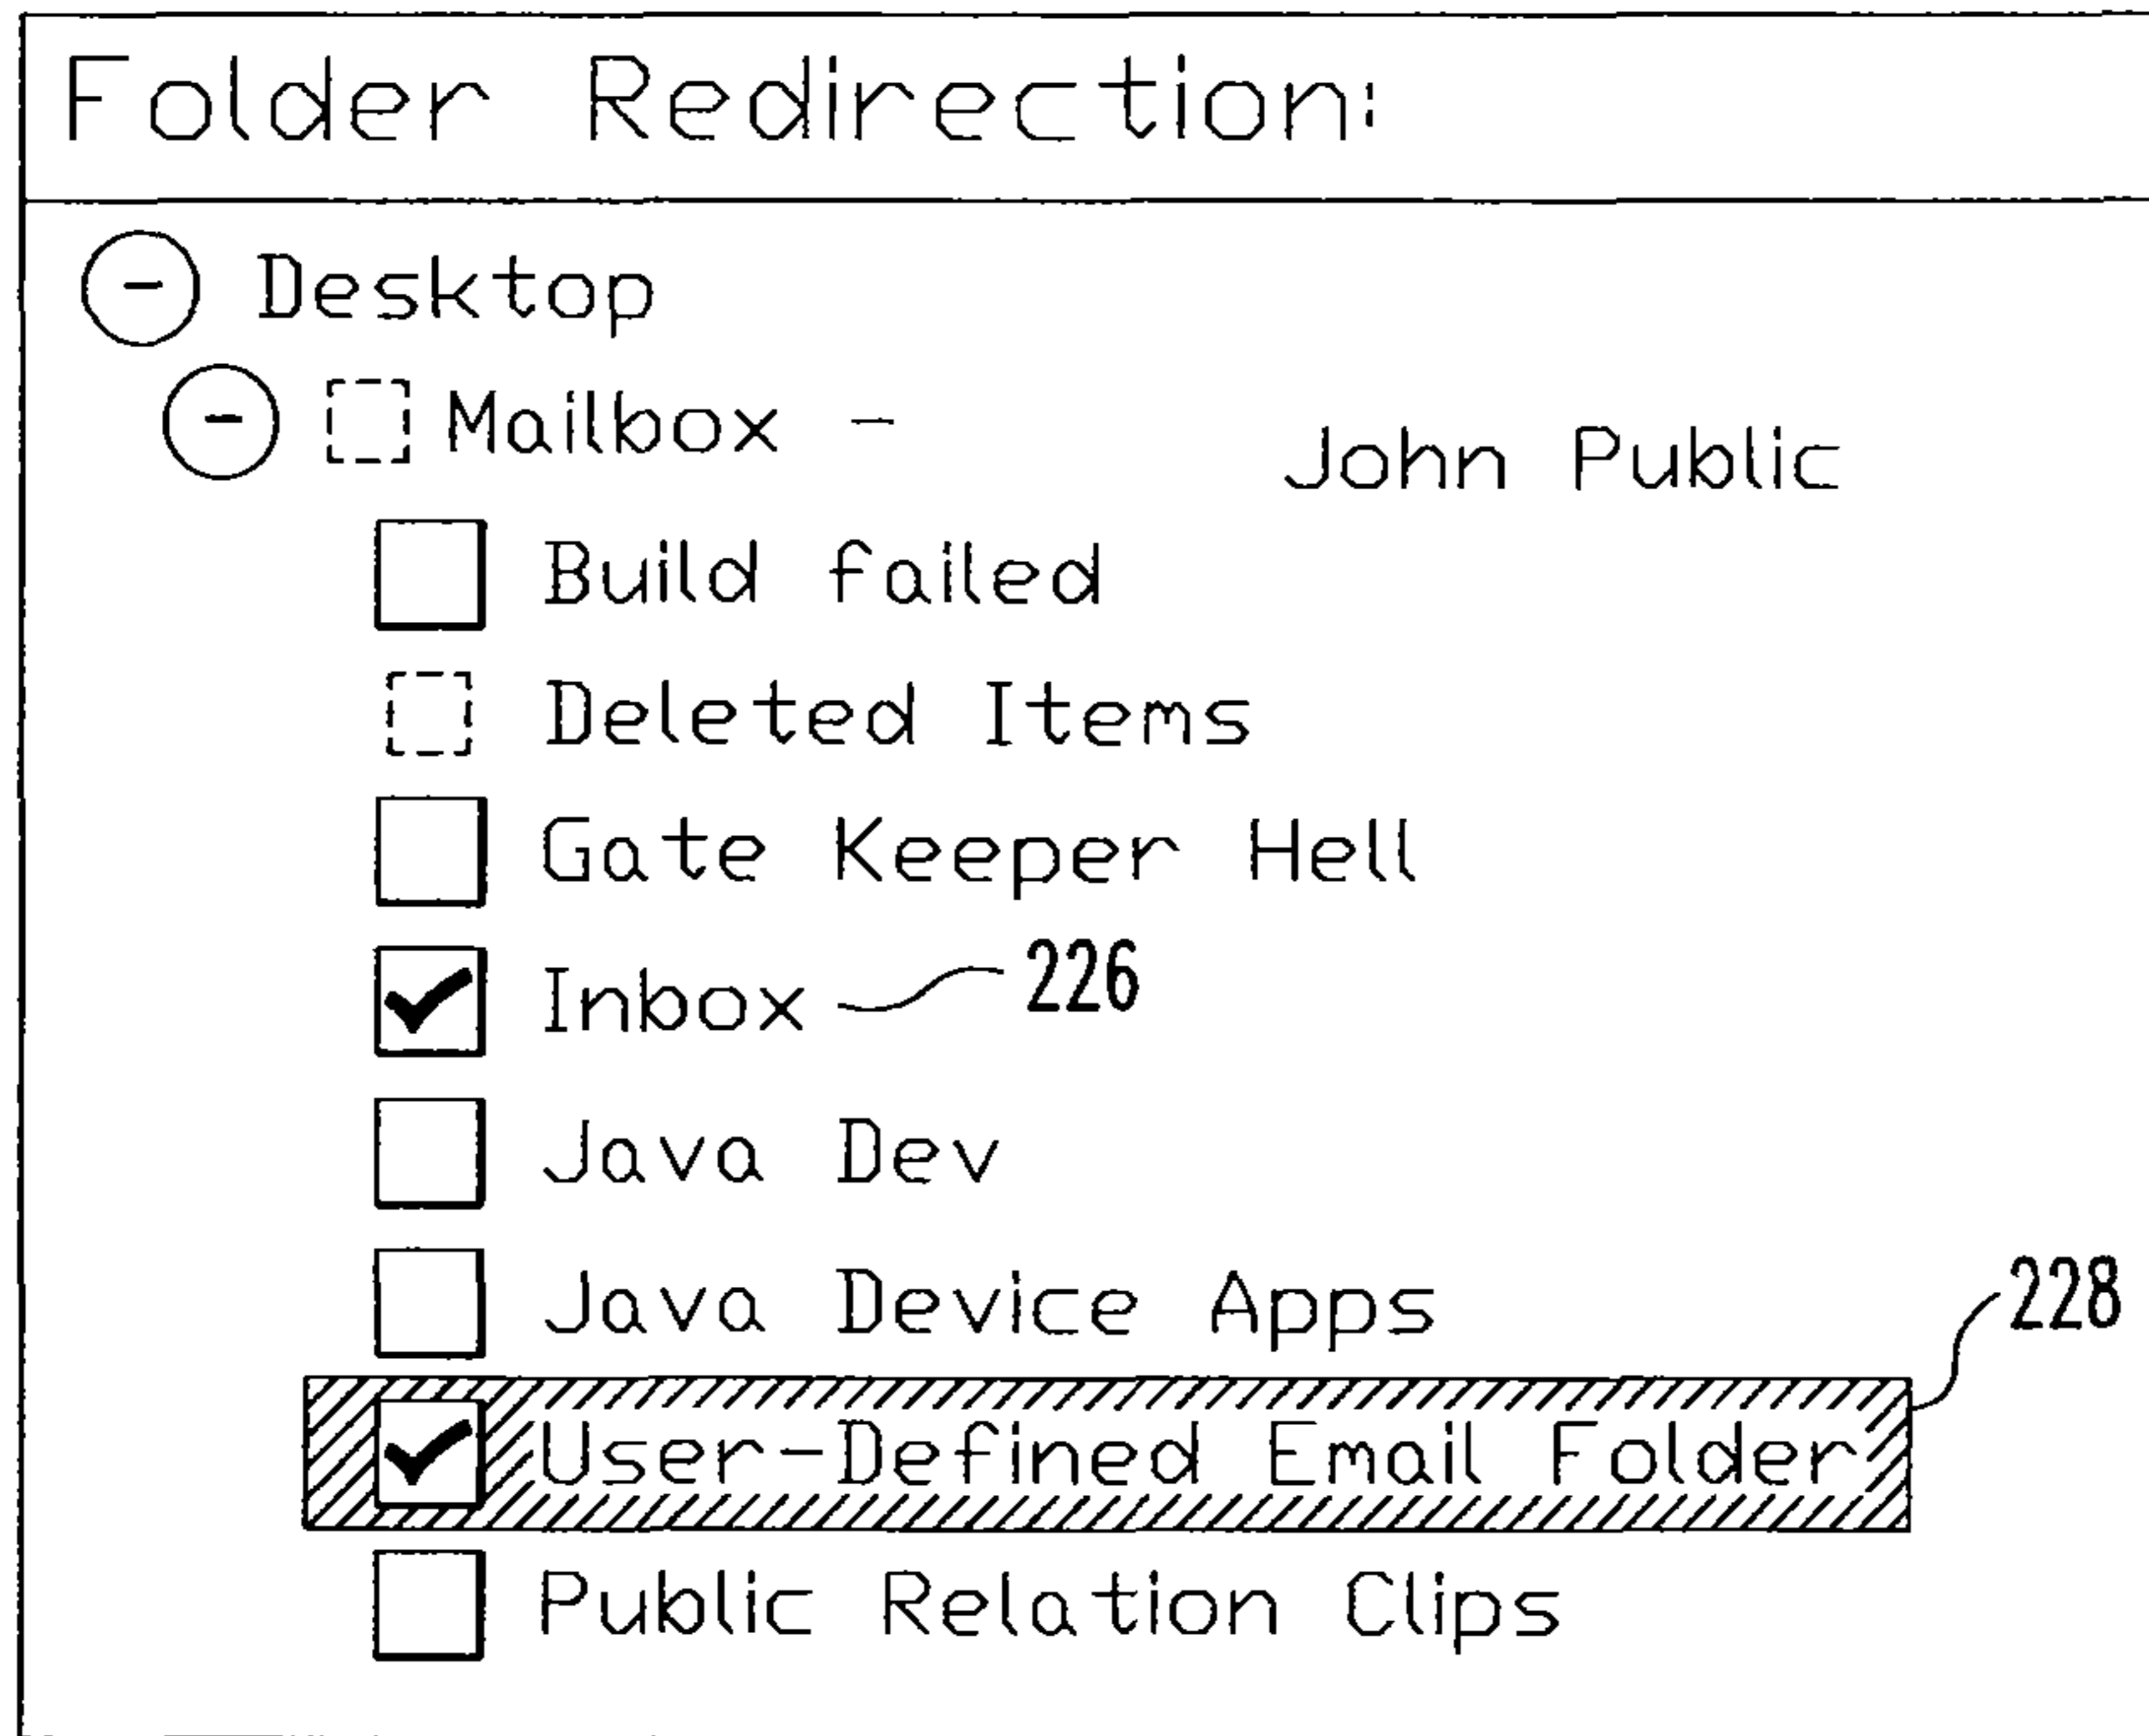 Folder Redirection:
Desktop
Mailbox -
John Public
Build failed
Deleted Items
Gate Keeper Hell
Inbox 226
Java Dev
Java Device Apps
228
User-Defined Email Folder
Public Relation Clips